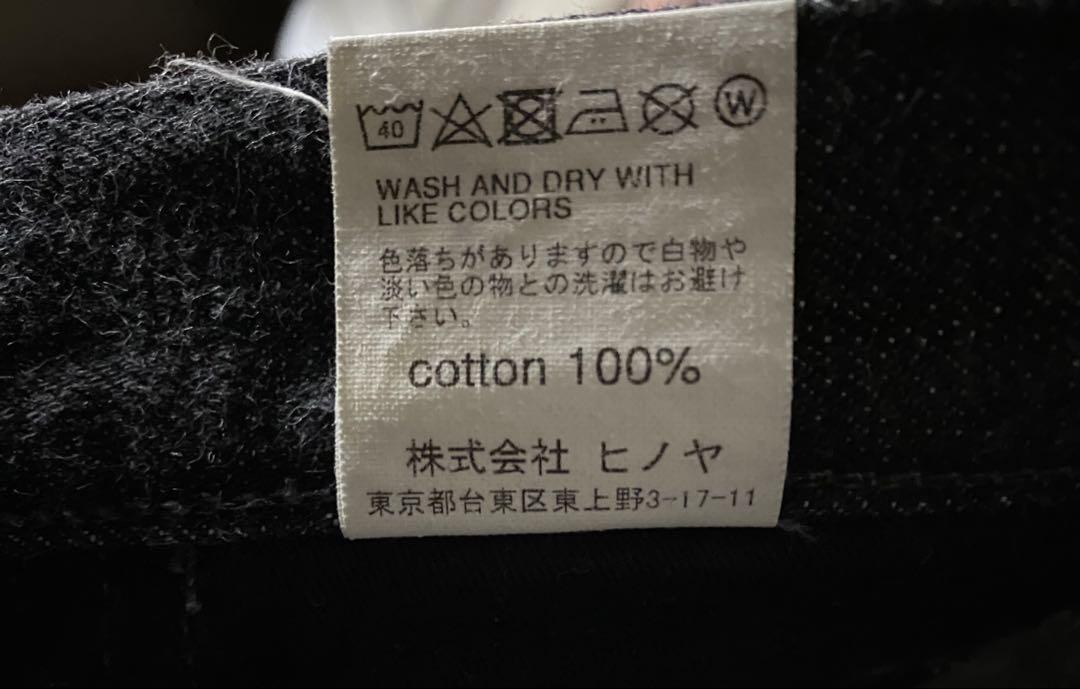 40 W
WASH AND DRY WITH
LIKE COLORS
色落ちがありますので白物や
淡い色の物との洗濯はお避け
下さい。
cotton 100%
株式会社 ヒノヤ
東京都台東区東上野3-17-11